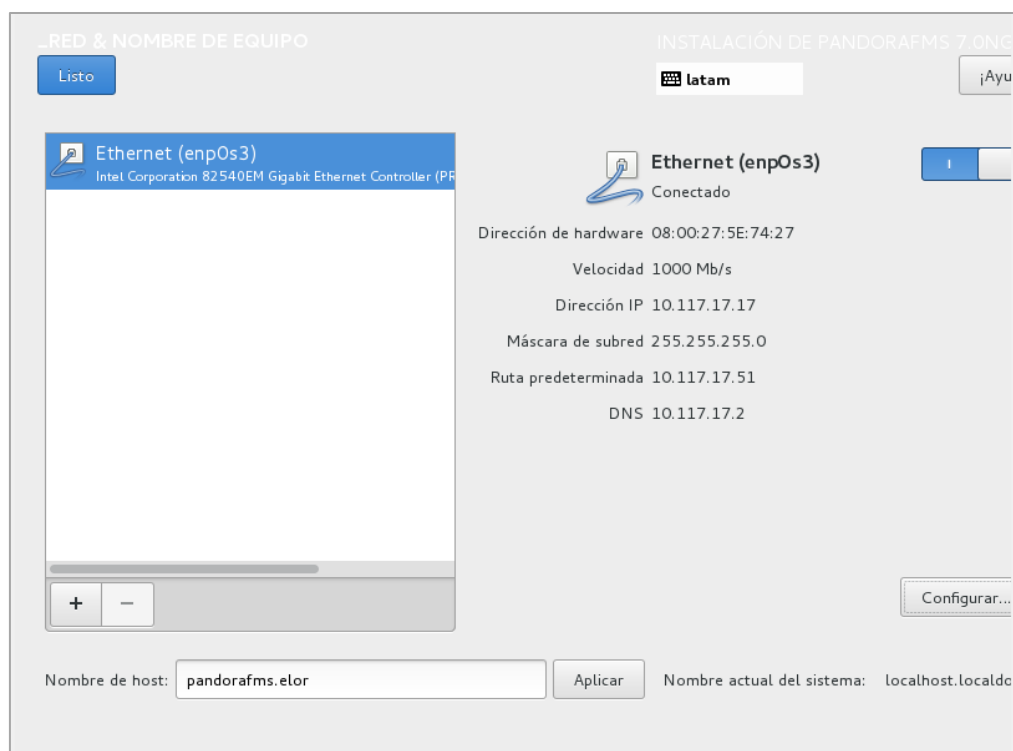 _RED & NOMBRE DE EQUIPO
INSTALACIÓN DE PANDORAFMS 7.0NG
Listo
latam
¡Ayu
Ethernet (enp0s3)
Intel Corporation 82540EM Gigabit Ethernet Controller (PR
Ethernet (enp0s3)
Conectado
Dirección de hardware 08:00:27:5E:74:27
Velocidad 1000 Mb/s
Dirección IP 10.117.17.17
Máscara de subred 255.255.255.0
Ruta predeterminada 10.117.17.51
DNS 10.117.17.2
+ −
Configurar...
Nombre de host: pandorafms.elor Aplicar Nombre actual del sistema: localhost.localdo